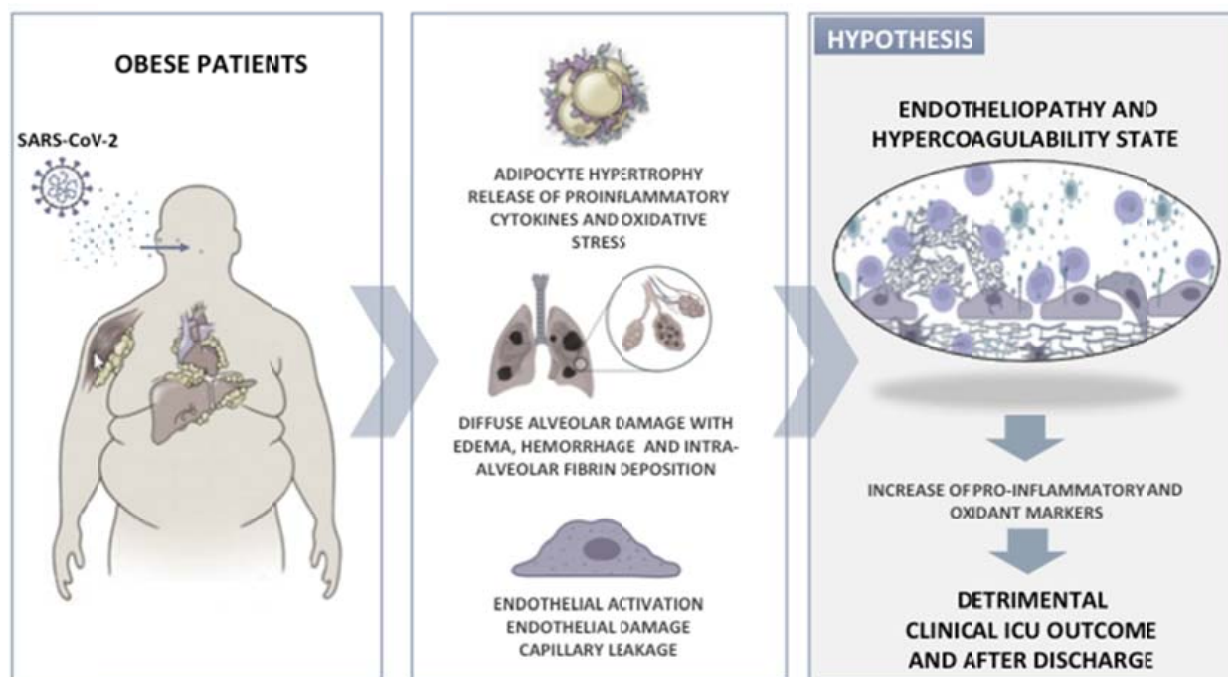 OBESE PATIENTS
SARS-CoV-2
ADIPOCYTE HYPERTROPHY
RELEASE OF PROINFLAMMATORY
CYTOKINES AND OXIDATIVE
STRESS
DIFFUSE ALVEOLAR DAMAGE WITH
EDEMA, HEMORRHAGE AND INTRA-
ALVEOLAR FIBRIN DEPOSITION
ENDOTHELIAL ACTIVATION
ENDOTHELIAL DAMAGE
CAPILLARY LEAKAGE
HYPOTHESIS
ENDOTHELIOPATHY AND
HYPERCOAGULABILITY STATE
INCREASE OF PRO-INFLAMMATORY AND
OXIDANT MARKERS
DETRIMENTAL
CLINICAL ICU OUTCOME
AND AFTER DISCHARGE